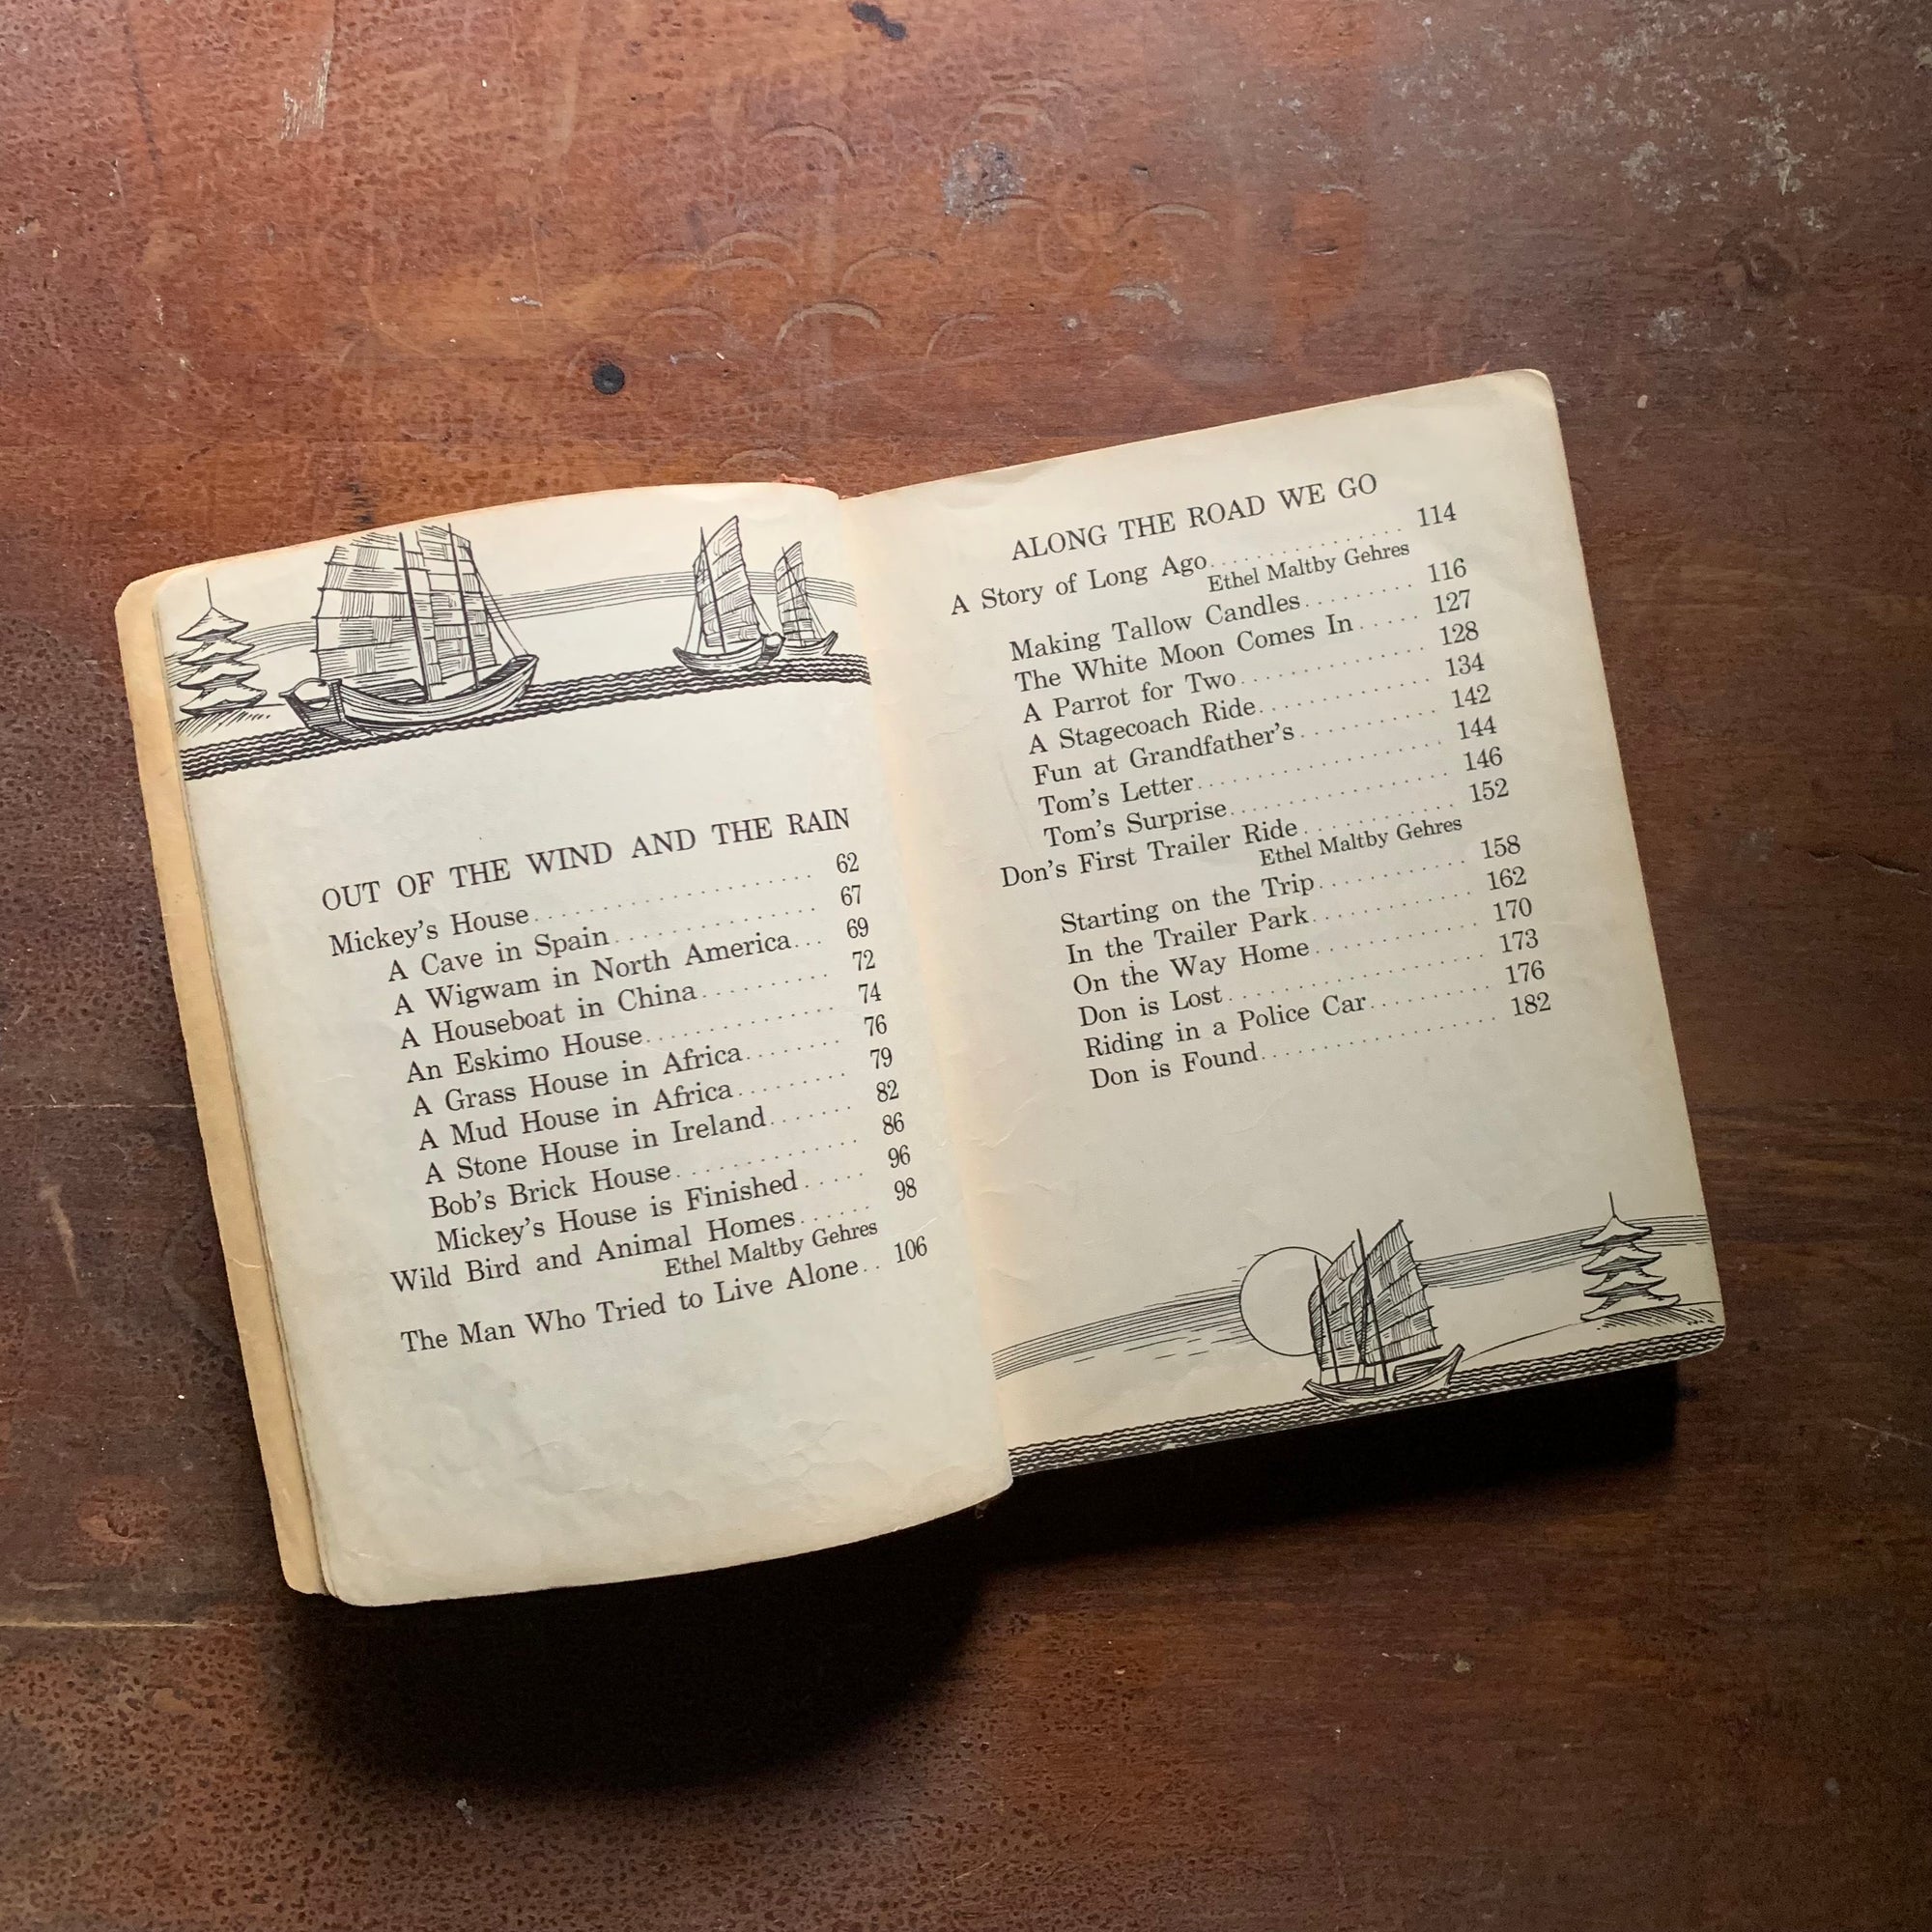 OUT OF THE WIND AND THE RAIN
Mickey's House.................... 62
A Cave in Spain.............. 67
A Wigwam in North America... 69
A Houseboat in China......... 72
An Eskimo House.............. 74
A Grass House in Africa........ 76
A Mud House in Africa......... 79
A Stone House in Ireland....... 82
Bob's Brick House............. 86
Mickey's House is Finished..... 96
Wild Bird and Animal Homes...... 98
Ethel Maltby Gehres
The Man Who Tried to Live Alone.. 106
ALONG THE ROAD WE GO
A Story of Long Ago............... 114
Ethel Maltby Gehres
Making Tallow Candles......... 116
The White Moon Comes In..... 127
A Parrot for Two.............. 128
A Stagecoach Ride............. 134
Fun at Grandfather's.......... 142
Tom's Letter.................. 144
Tom's Surprise................ 146
Don's First Trailer Ride........... 152
Ethel Maltby Gehres
Starting on the Trip........... 158
In the Trailer Park............ 162
On the Way Home............ 170
Don is Lost................... 173
Riding in a Police Car......... 176
Don is Found................. 182